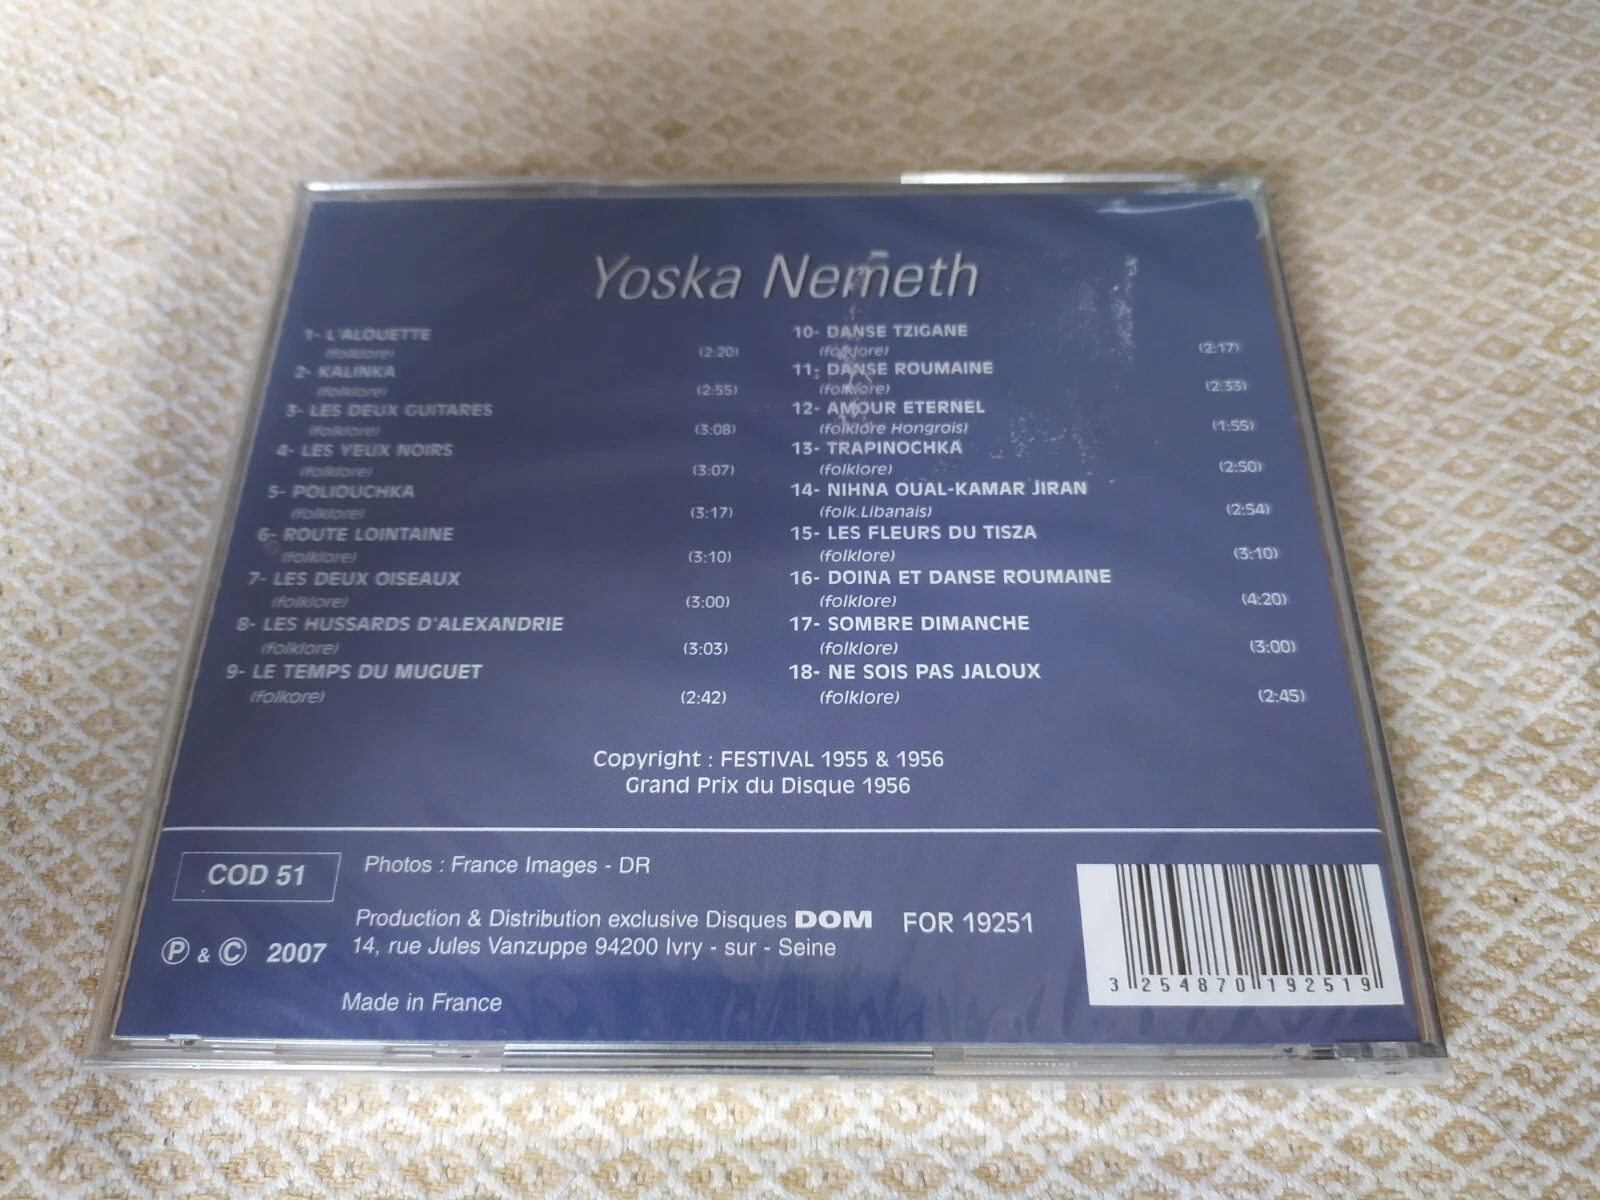 Yoska Nemeth
1- L'ALOUETTE
(folklore) (2:20)
2- KALINKA
(folklore) (2:55)
3- LES DEUX GUITARES
(folklore) (3:08)
4- LES YEUX NOIRS
(folklore) (3:07)
5- POLIOUCHKA
(folklore) (3:17)
6- ROUTE LOINTAINE
(folklore) (3:10)
7- LES DEUX OISEAUX
(folklore) (3:00)
8- LES HUSSARDS D'ALEXANDRIE
(folklore) (3:03)
9- LE TEMPS DU MUGUET
(folkore) (2:42)
10- DANSE TZIGANE
(folklore) (2:17)
11- DANSE ROUMAINE
(folklore) (2:33)
12- AMOUR ETERNEL
(folklore Hongrois) (1:55)
13- TRAPINOCHKA
(folklore) (2:50)
14- NIHNA OUAL-KAMAR JIRAN
(folk.Libanais) (2:54)
15- LES FLEURS DU TISZA
(folklore) (3:10)
16- DOINA ET DANSE ROUMAINE
(folklore) (4:20)
17- SOMBRE DIMANCHE
(folklore) (3:00)
18- NE SOIS PAS JALOUX
(folklore) (2:45)
Copyright : FESTIVAL 1955 & 1956
Grand Prix du Disque 1956
COD 51
Photos : France Images - DR
Production & Distribution exclusive Disques DOM FOR 19251
℗ & © 2007 14, rue Jules Vanzuppe 94200 Ivry - sur - Seine
Made in France
3 254870 192519